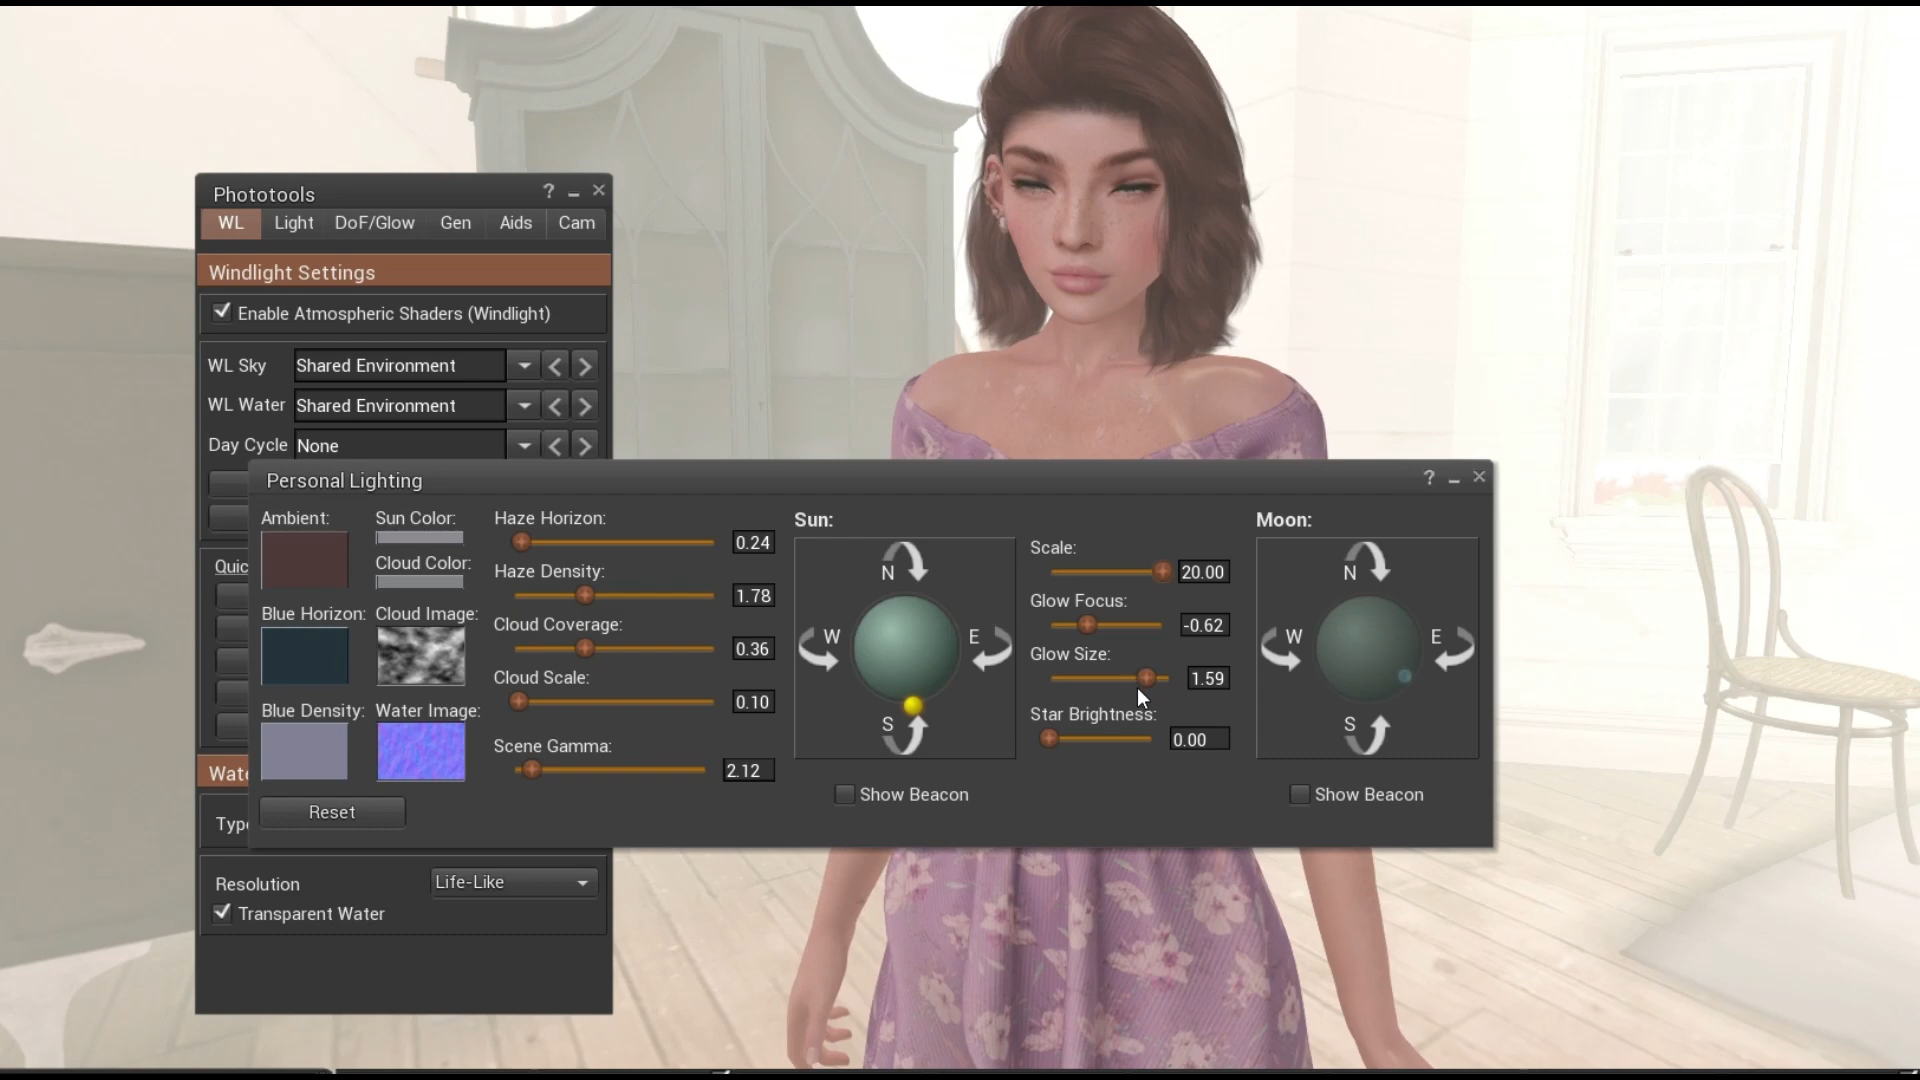 Phototools
?
WL Light DoF/Glow Gen Aids Cam
Windlight Settings
Enable Atmospheric Shaders (Windlight)
WL Sky Shared Environment
WL Water Shared Environment
Day Cycle None
Quic
Wate
Type
Resolution Life-Like
Transparent Water
Personal Lighting
?
Ambient:
Sun Color:
Cloud Color:
Blue Horizon:
Cloud Image:
Blue Density:
Water Image:
Reset
Haze Horizon:
0.24
Haze Density:
1.78
Cloud Coverage:
0.36
Cloud Scale:
0.10
Scene Gamma:
2.12
Sun:
N
W E
S
Show Beacon
Scale:
20.00
Glow Focus:
-0.62
Glow Size:
1.59
Star Brightness:
0.00
Moon:
N
W E
S
Show Beacon